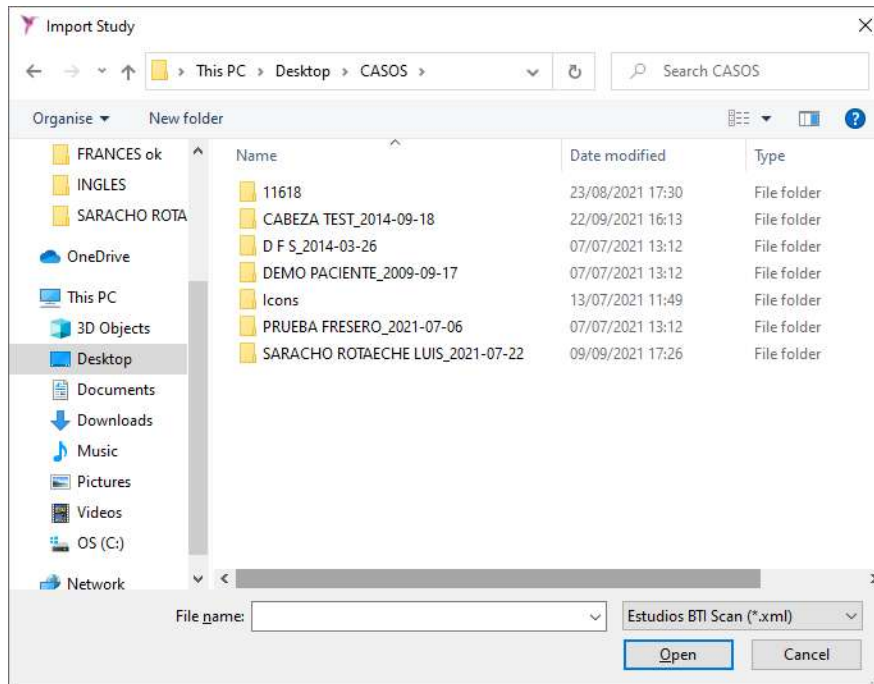 Import Study
This PC > Desktop > CASOS >
Search CASOS
Organise
New folder
FRANCES ok
INGLES
SARACHO ROTA
OneDrive
This PC
3D Objects
Desktop
Documents
Downloads
Music
Pictures
Videos
OS (C:)
Network
Name Date modified Type
11618 23/08/2021 17:30 File folder
CABEZA TEST_2014-09-18 22/09/2021 16:13 File folder
D F S_2014-03-26 07/07/2021 13:12 File folder
DEMO PACIENTE_2009-09-17 07/07/2021 13:12 File folder
Icons 13/07/2021 11:49 File folder
PRUEBA FRESERO_2021-07-06 07/07/2021 13:12 File folder
SARACHO ROTAECHE LUIS_2021-07-22 09/09/2021 17:26 File folder
File name:
Estudios BTI Scan (*.xml)
Open Cancel